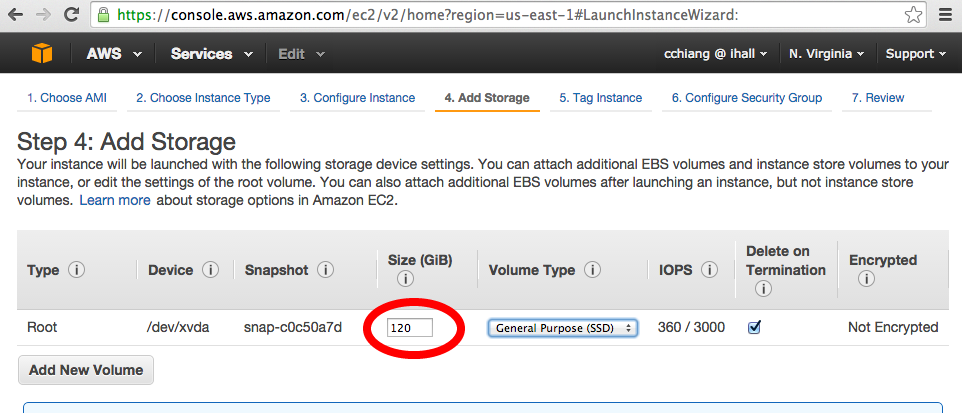 https://console.aws.amazon.com/ec2/v2/home?region=us-east-1#LaunchInstanceWizard:
AWS Services Edit cchiang @ ihall N. Virginia Support
1. Choose AMI 2. Choose Instance Type 3. Configure Instance 4. Add Storage 5. Tag Instance 6. Configure Security Group 7. Review
Step 4: Add Storage
Your instance will be launched with the following storage device settings. You can attach additional EBS volumes and instance store volumes to your
instance, or edit the settings of the root volume. You can also attach additional EBS volumes after launching an instance, but not instance store
volumes. Learn more about storage options in Amazon EC2.
Type Device Snapshot Size (GiB) Volume Type IOPS Delete on Termination Encrypted
Root /dev/xvda snap-c0c50a7d 120 General Purpose (SSD) 360 / 3000 Not Encrypted
Add New Volume